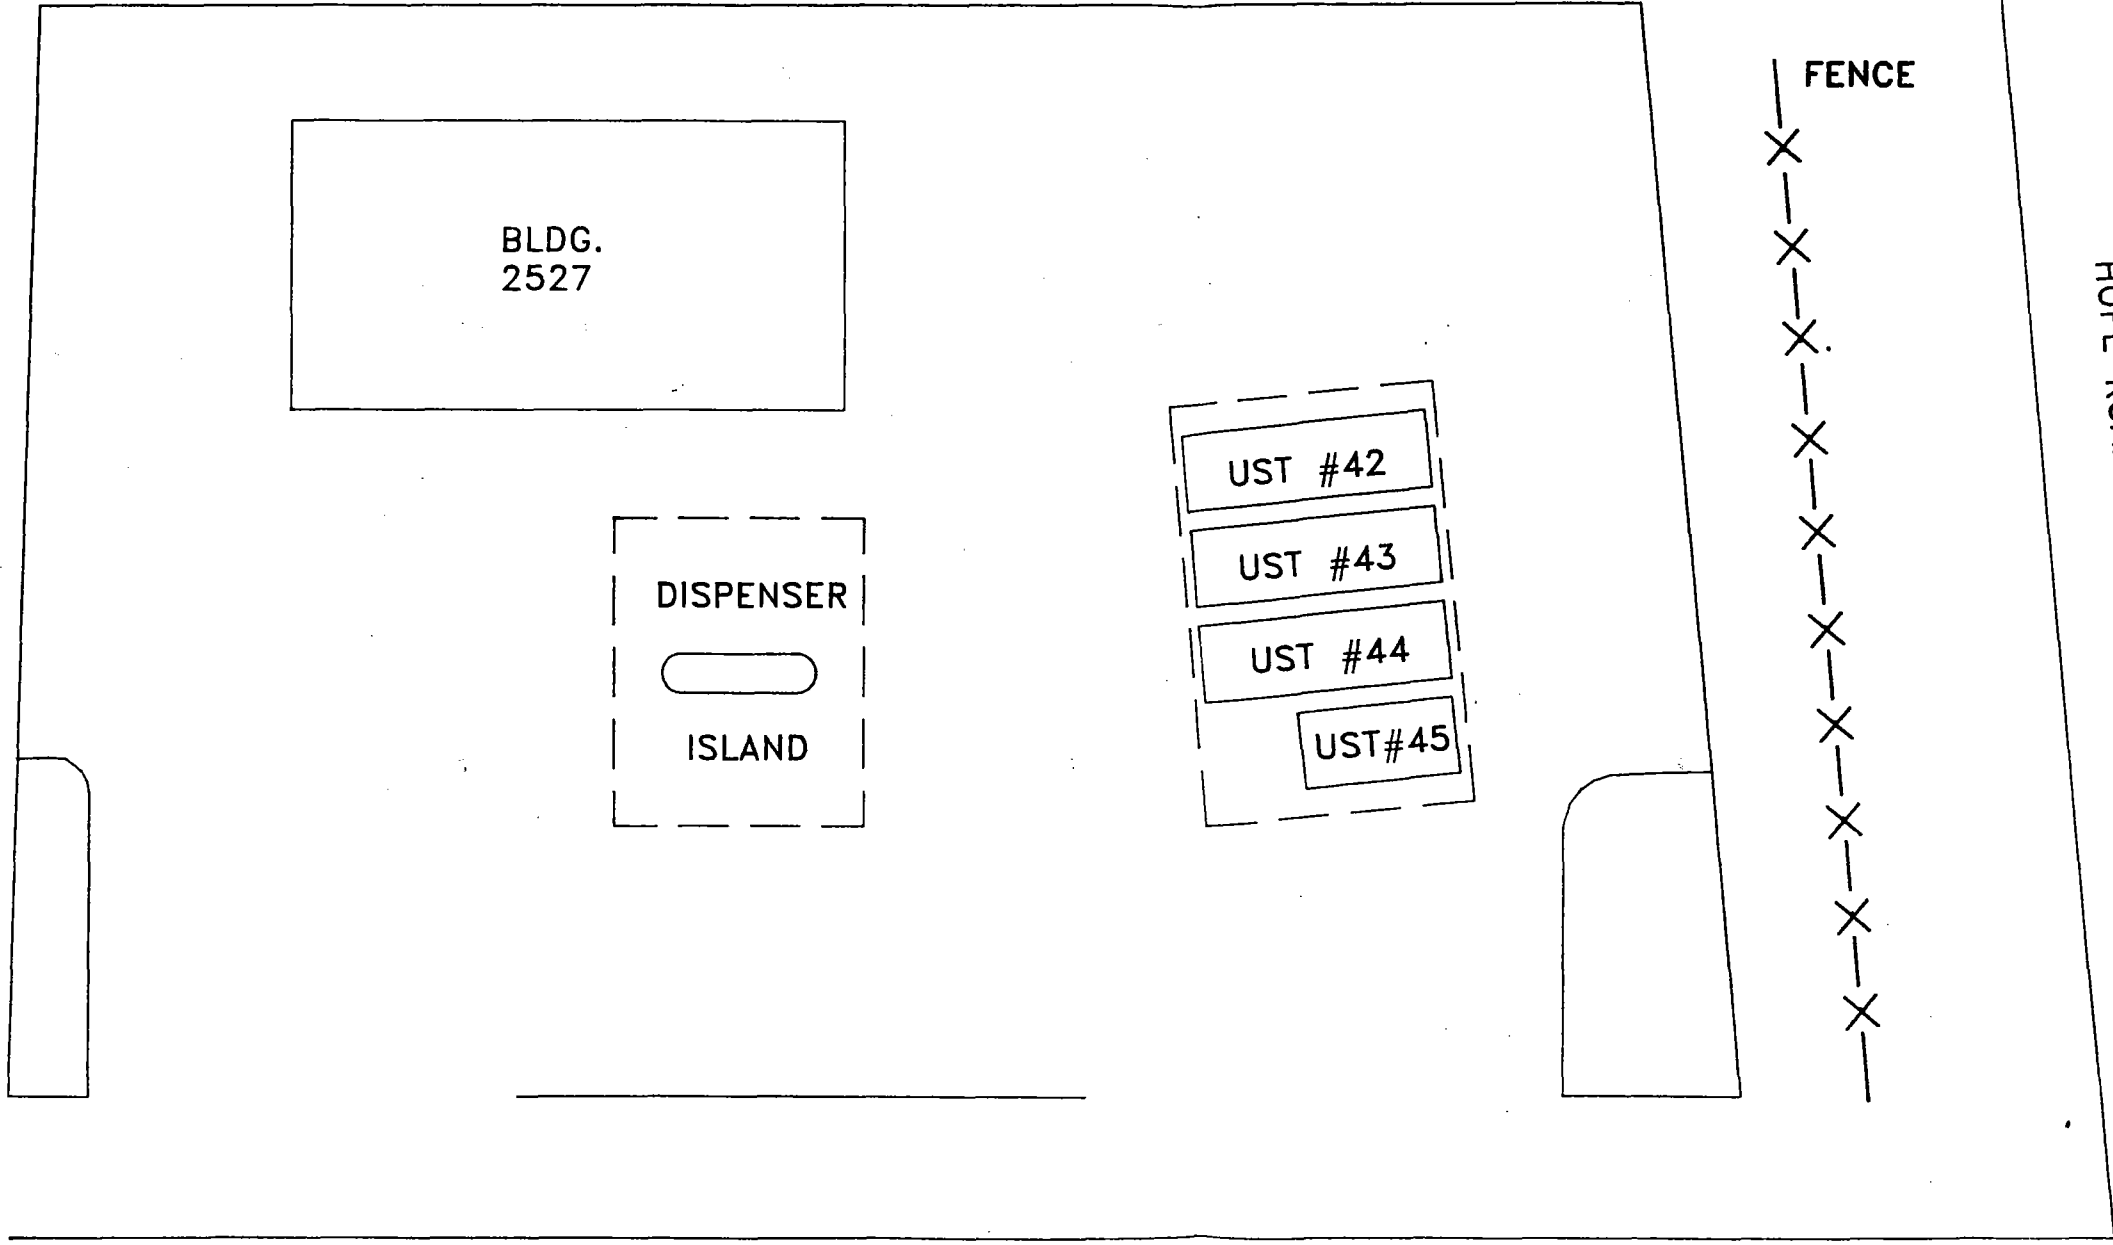 FENCE
BLDG.
2527
UST #42
UST #43
DISPENSER
UST #44
ISLAND
UST#45